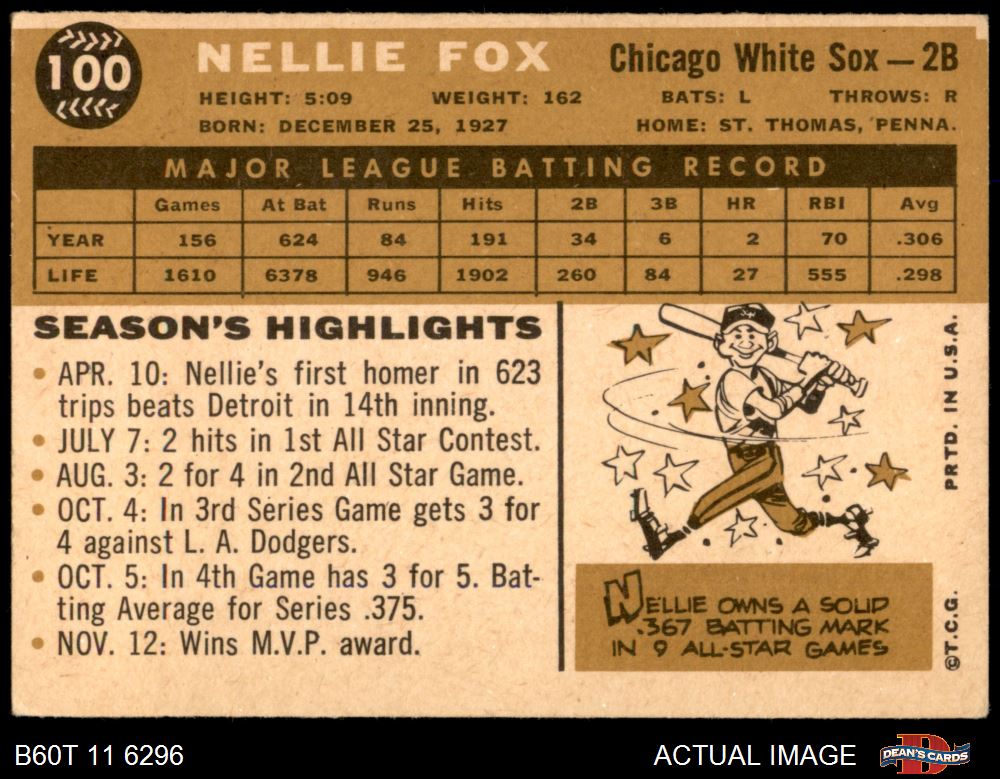 100
NELLIE FOX
Chicago White Sox — 2B
HEIGHT: 5:09 WEIGHT: 162 BATS: L THROWS: R
BORN: DECEMBER 25, 1927 HOME: ST. THOMAS, PENNA.
MAJOR LEAGUE BATTING RECORD
Games At Bat Runs Hits 2B 3B HR RBI Avg
YEAR 156 624 84 191 34 6 2 70 .306
LIFE 1610 6378 946 1902 260 84 27 555 .298
SEASON'S HIGHLIGHTS
• APR. 10: Nellie's first homer in 623
trips beats Detroit in 14th inning.
• JULY 7: 2 hits in 1st All Star Contest.
• AUG. 3: 2 for 4 in 2nd All Star Game.
• OCT. 4: In 3rd Series Game gets 3 for
4 against L. A. Dodgers.
• OCT. 5: In 4th Game has 3 for 5. Bat-
ting Average for Series .375.
• NOV. 12: Wins M.V.P. award.
NELLIE OWNS A SOLID
.367 BATTING MARK
IN 9 ALL-STAR GAMES
©T.C.G. PRTD. IN U.S.A.
B60T 11 6296
ACTUAL IMAGE
DEAN'S CARDS